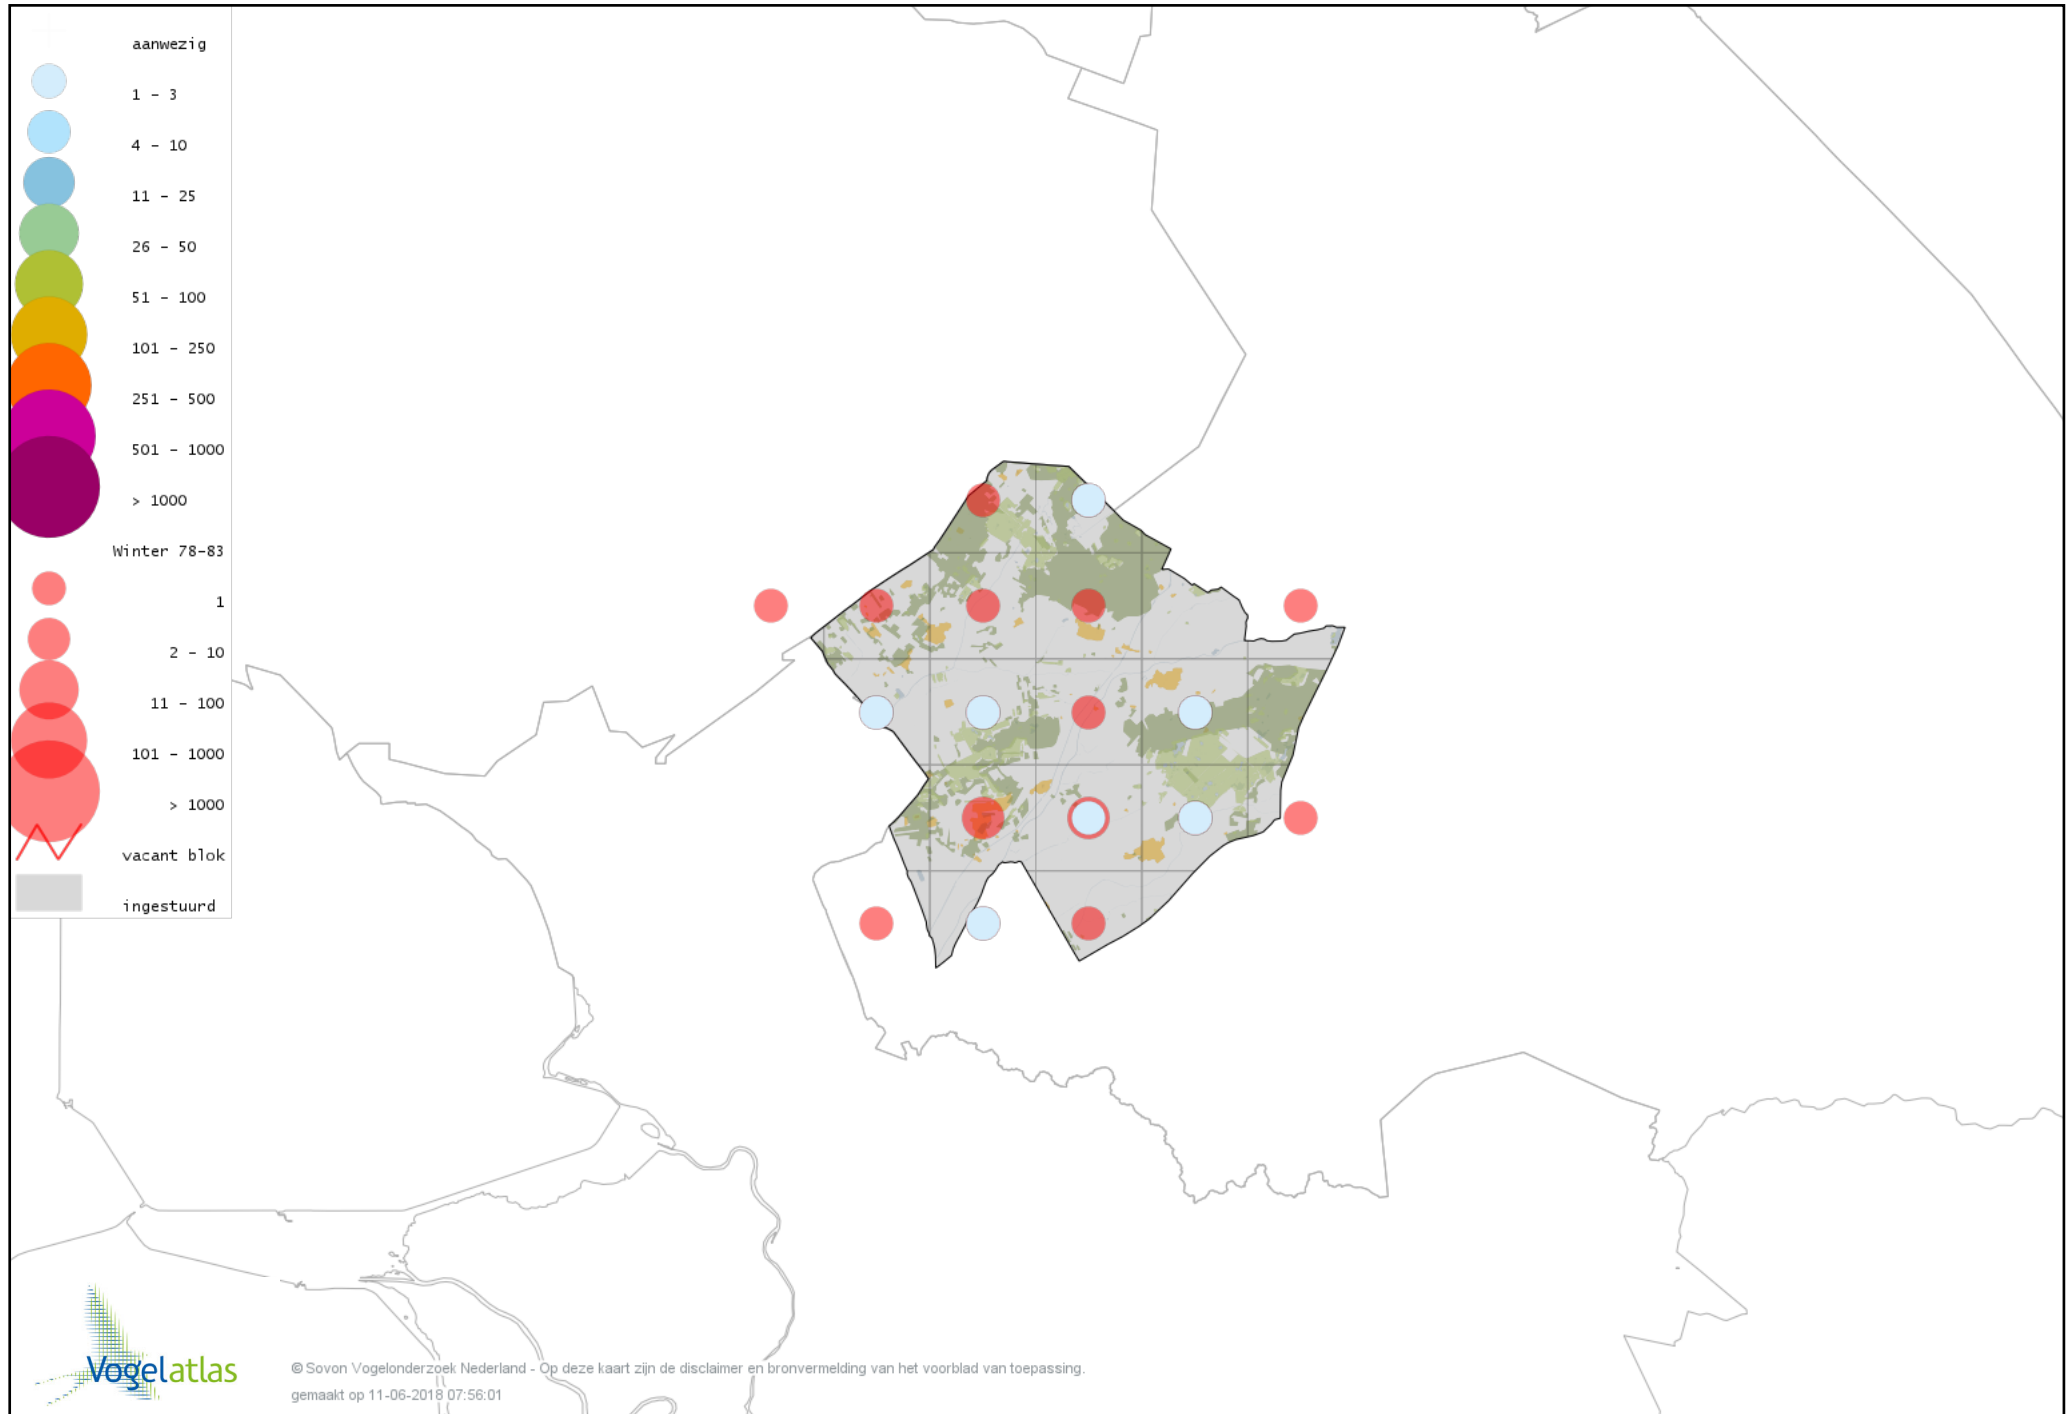 aanwezig
1 - 3
4 - 10
11 - 25
26 - 50
51 - 100
101 - 250
251 - 500
501 - 1000
> 1000
Winter 78-83
1
2 - 10
11 - 100
101 - 1000
> 1000
vacant blok
ingestuurd
Vogelatlas
© Sovon Vogelonderzoek Nederland - Op deze kaart zijn de disclaimer en bronvermelding van het voorblad van toepassing.
gemaakt op 11-06-2018 07:56:01